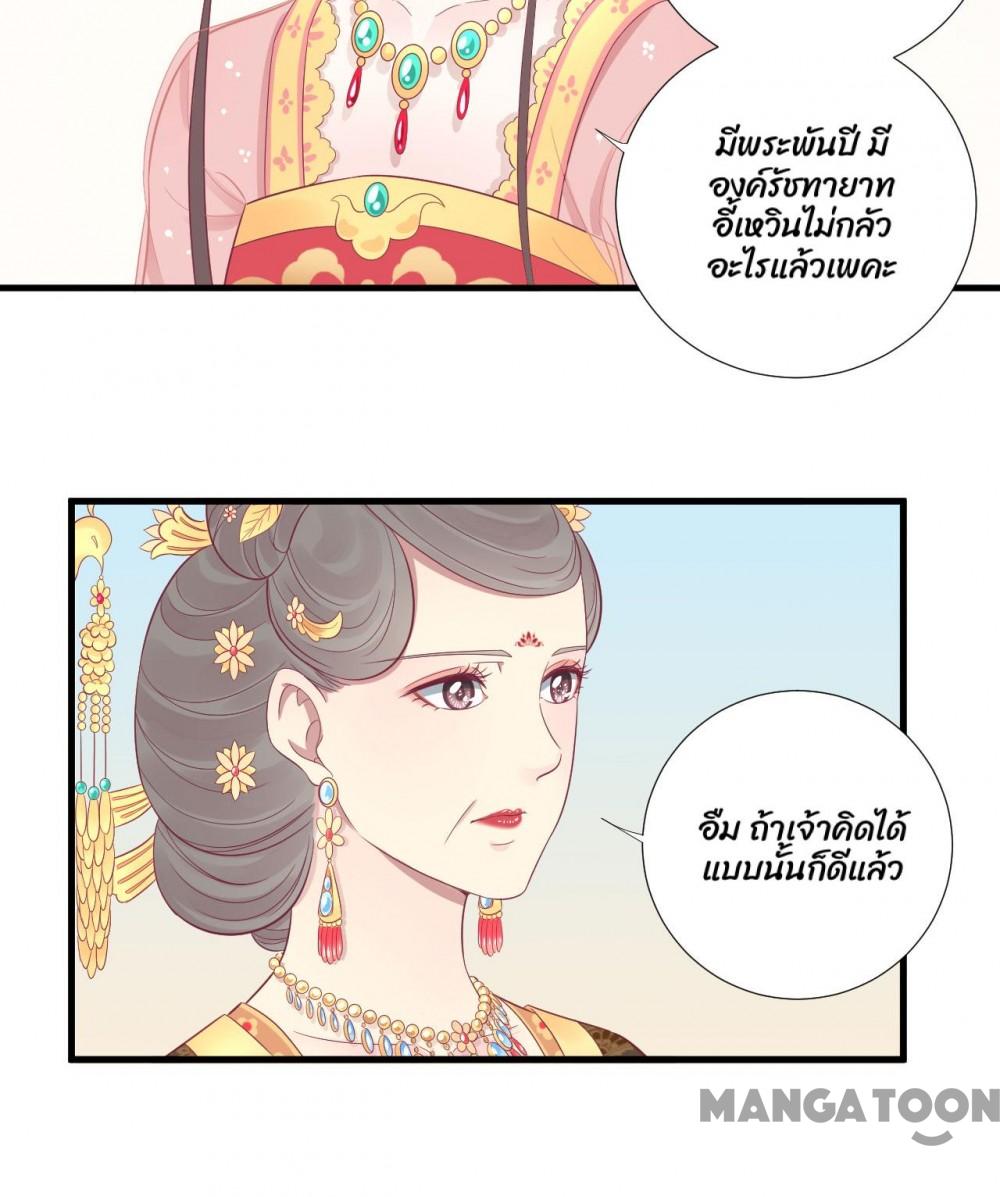 มีพระพันปี มี
องค์รัชทายาท
อี้เหวินไม่กลัว
อะไรแล้วเพคะ
อืม ถ้าเจ้าคิดได้
แบบนั้นก็ดีแล้ว
MANGATOON